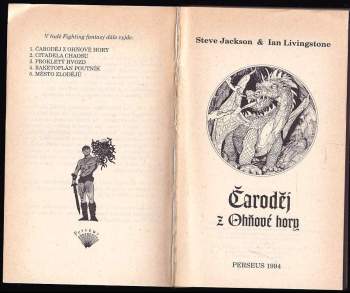 V řadě Fighting fantasy dále vyjde:
1. ČARODĚJ Z OHŇOVÉ HORY
2. CITADELA CHAOSU
3. PROKLETÝ HVOZD
4. RAKETOPLÁN POUTNÍK
5. MĚSTO ZLODĚJŮ
Perseus
Steve Jackson & Ian Livingstone
Čaroděj
z Ohňové hory
PERSEUS 1994